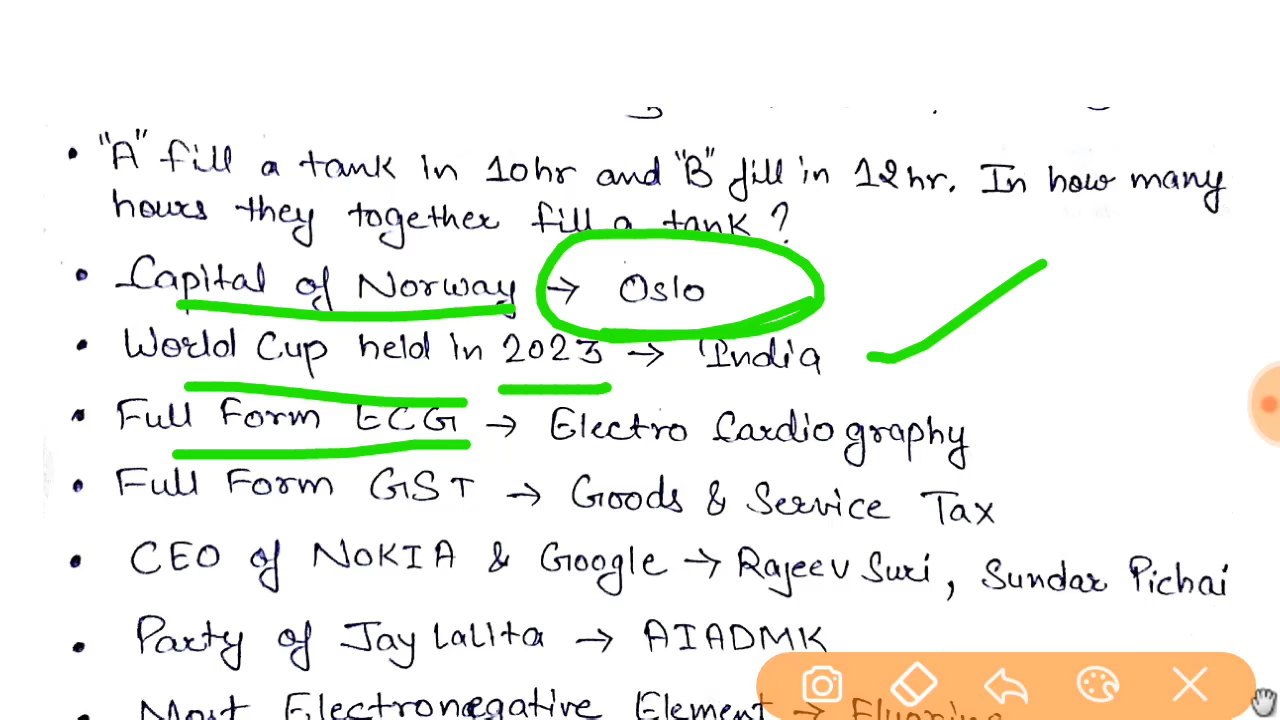 • "A" fill a tank in 10hr and "B" fill in 12hr. In how many
hours they together fill a tank?
• Capital of Norway → Oslo
• World Cup held in 2023 → India
• Full Form ECG → Electro Cardiography
• Full Form GST → Goods & Service Tax
• CEO of NOKIA & Google → Rajeev Suri, Sundar Pichai
• Party of Jay lalita → AIADMK
• Most Electronegative Element → Fluorine